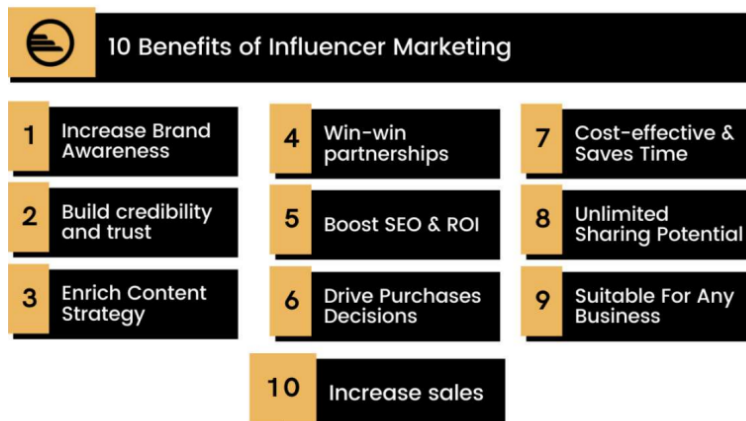 10 Benefits of Influencer Marketing
1
Increase Brand
Awareness
2
Build credibility
and trust
3
Enrich Content
Strategy
4
Win-win
partnerships
5
Boost SEO & ROI
6
Drive Purchases
Decisions
7
Cost-effective &
Saves Time
8
Unlimited
Sharing Potential
9
Suitable For Any
Business
10
Increase sales